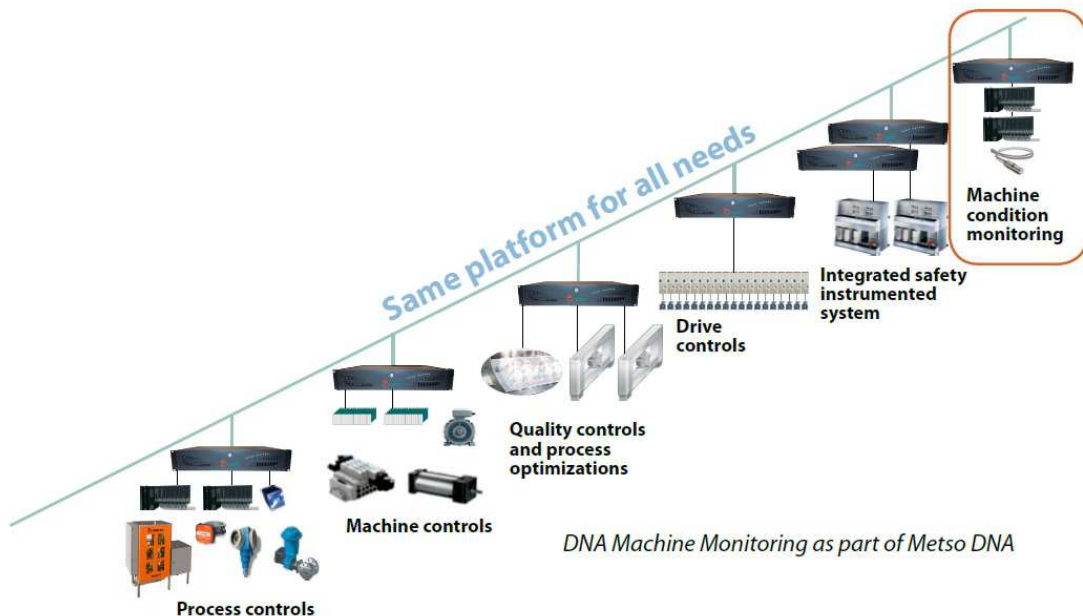 Same platform for all needs
Machine
condition
monitoring
Integrated safety
instrumented
system
Drive
controls
Quality controls
and process
optimizations
Machine controls
DNA Machine Monitoring as part of Metso DNA
Process controls